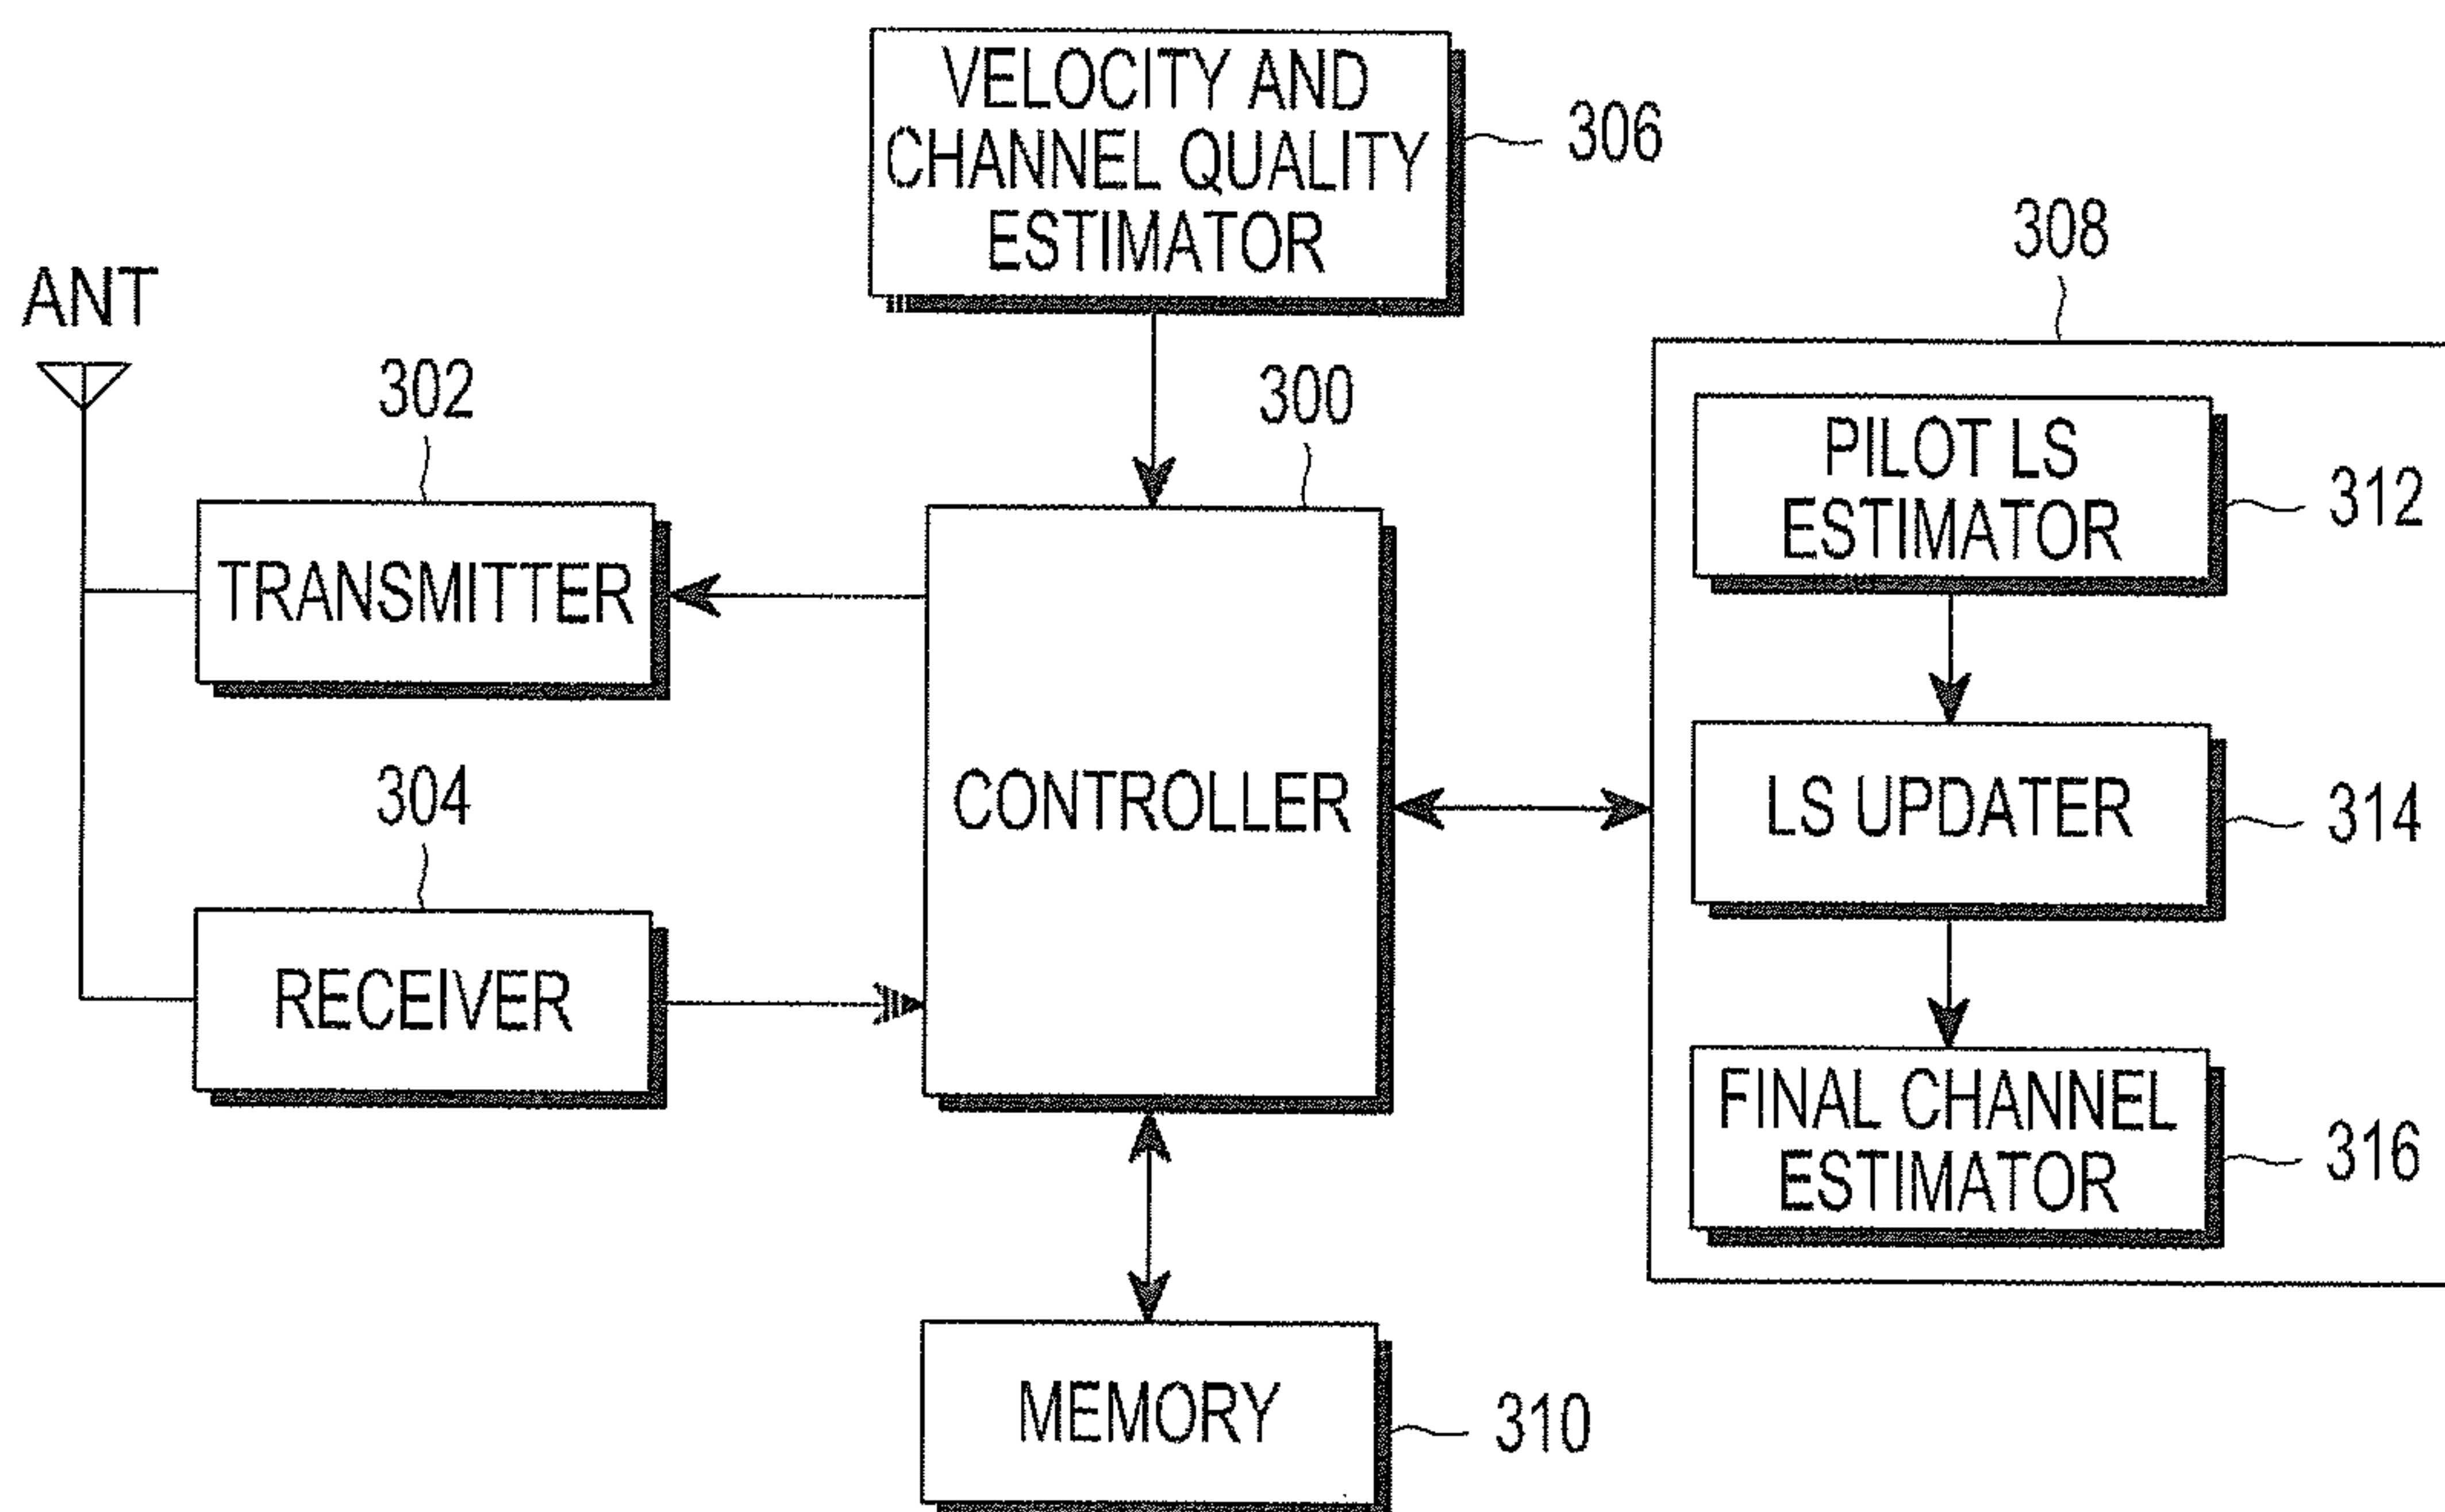 VELOCITY AND
CHANNEL QUALITY
ESTIMATOR
306
308
ANT
302
300
PILOT LS
ESTIMATOR
312
TRANSMITTER
CONTROLLER
LS UPDATER
314
304
RECEIVER
FINAL CHANNEL
ESTIMATOR
316
MEMORY
310